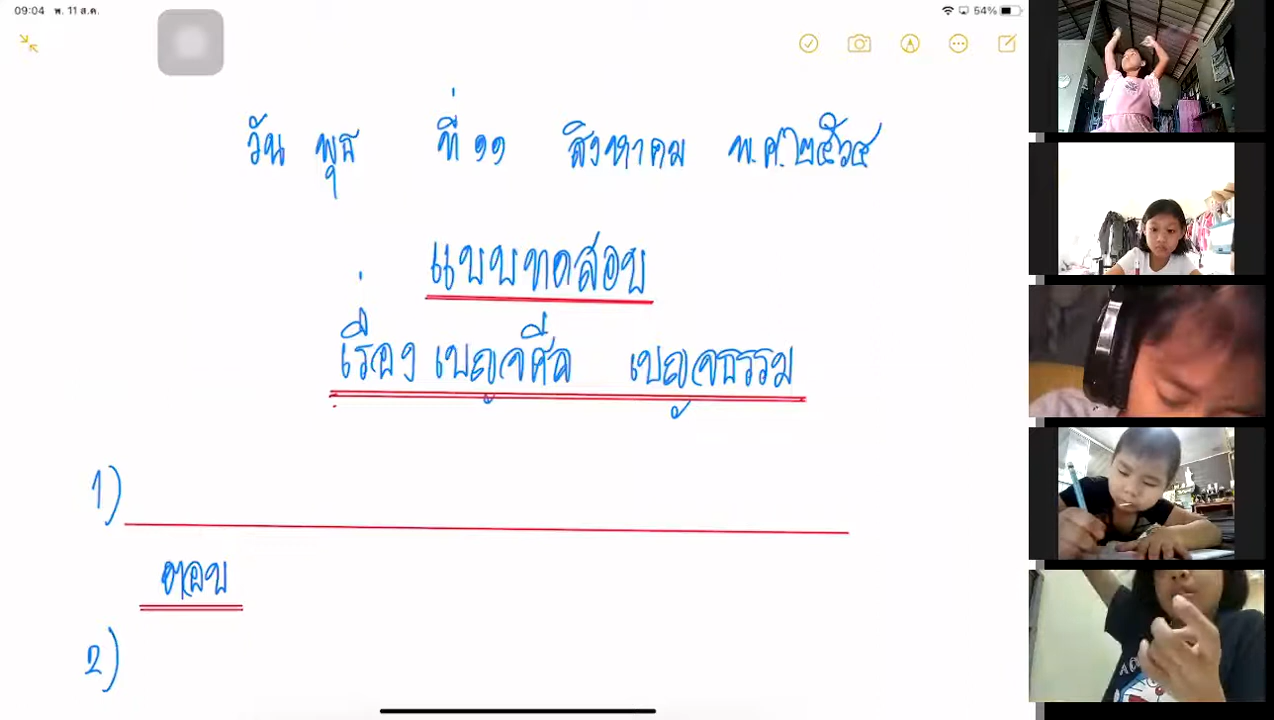 09:04 พ. 11 ส.ค. 54%
วัน พุธ ที่ ๑๑ สิงหาคม พ.ศ. ๒๕๖๔
แบบทดสอบ
เรื่อง เบญจศีล เบญจธรรม
1)
ตอบ
2)